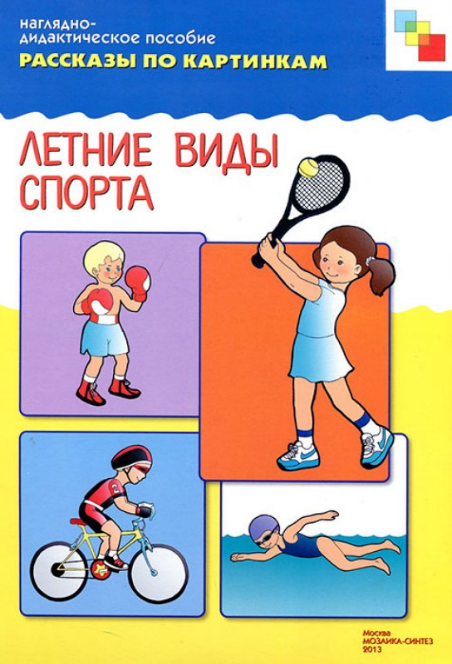 наглядно-
дидактическое пособие
РАССКАЗЫ ПО КАРТИНКАМ
ЛЕТНИЕ ВИДЫ
СПОРТА
Москва
МОЗАИКА-СИНТЕЗ
2013